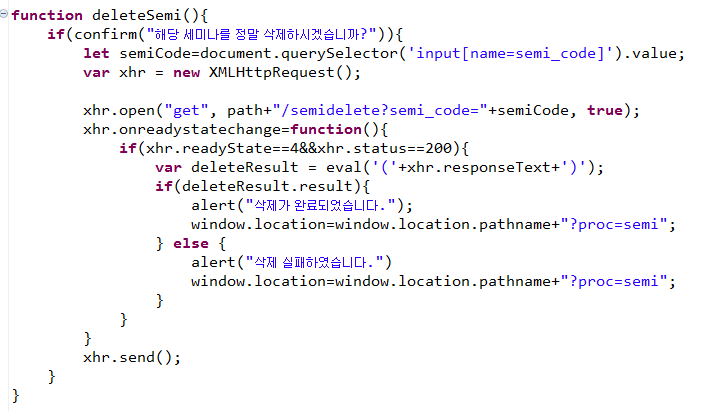 function deleteSemi(){
    if(confirm("해당 세미나를 정말 삭제하시겠습니까?")){
        let semiCode=document.querySelector('input[name=semi_code]').value;
        var xhr = new XMLHttpRequest();

        xhr.open("get", path+"/semidelete?semi_code="+semiCode, true);
        xhr.onreadystatechange=function(){
            if(xhr.readyState==4&&xhr.status==200){
                var deleteResult = eval('('+xhr.responseText+')');
                if(deleteResult.result){
                    alert("삭제가 완료되었습니다.");
                    window.location=window.location.pathname+"?proc=semi";
                } else {
                    alert("삭제 실패하였습니다.")
                    window.location=window.location.pathname+"?proc=semi";
                }
            }
        }
        xhr.send();
    }
}